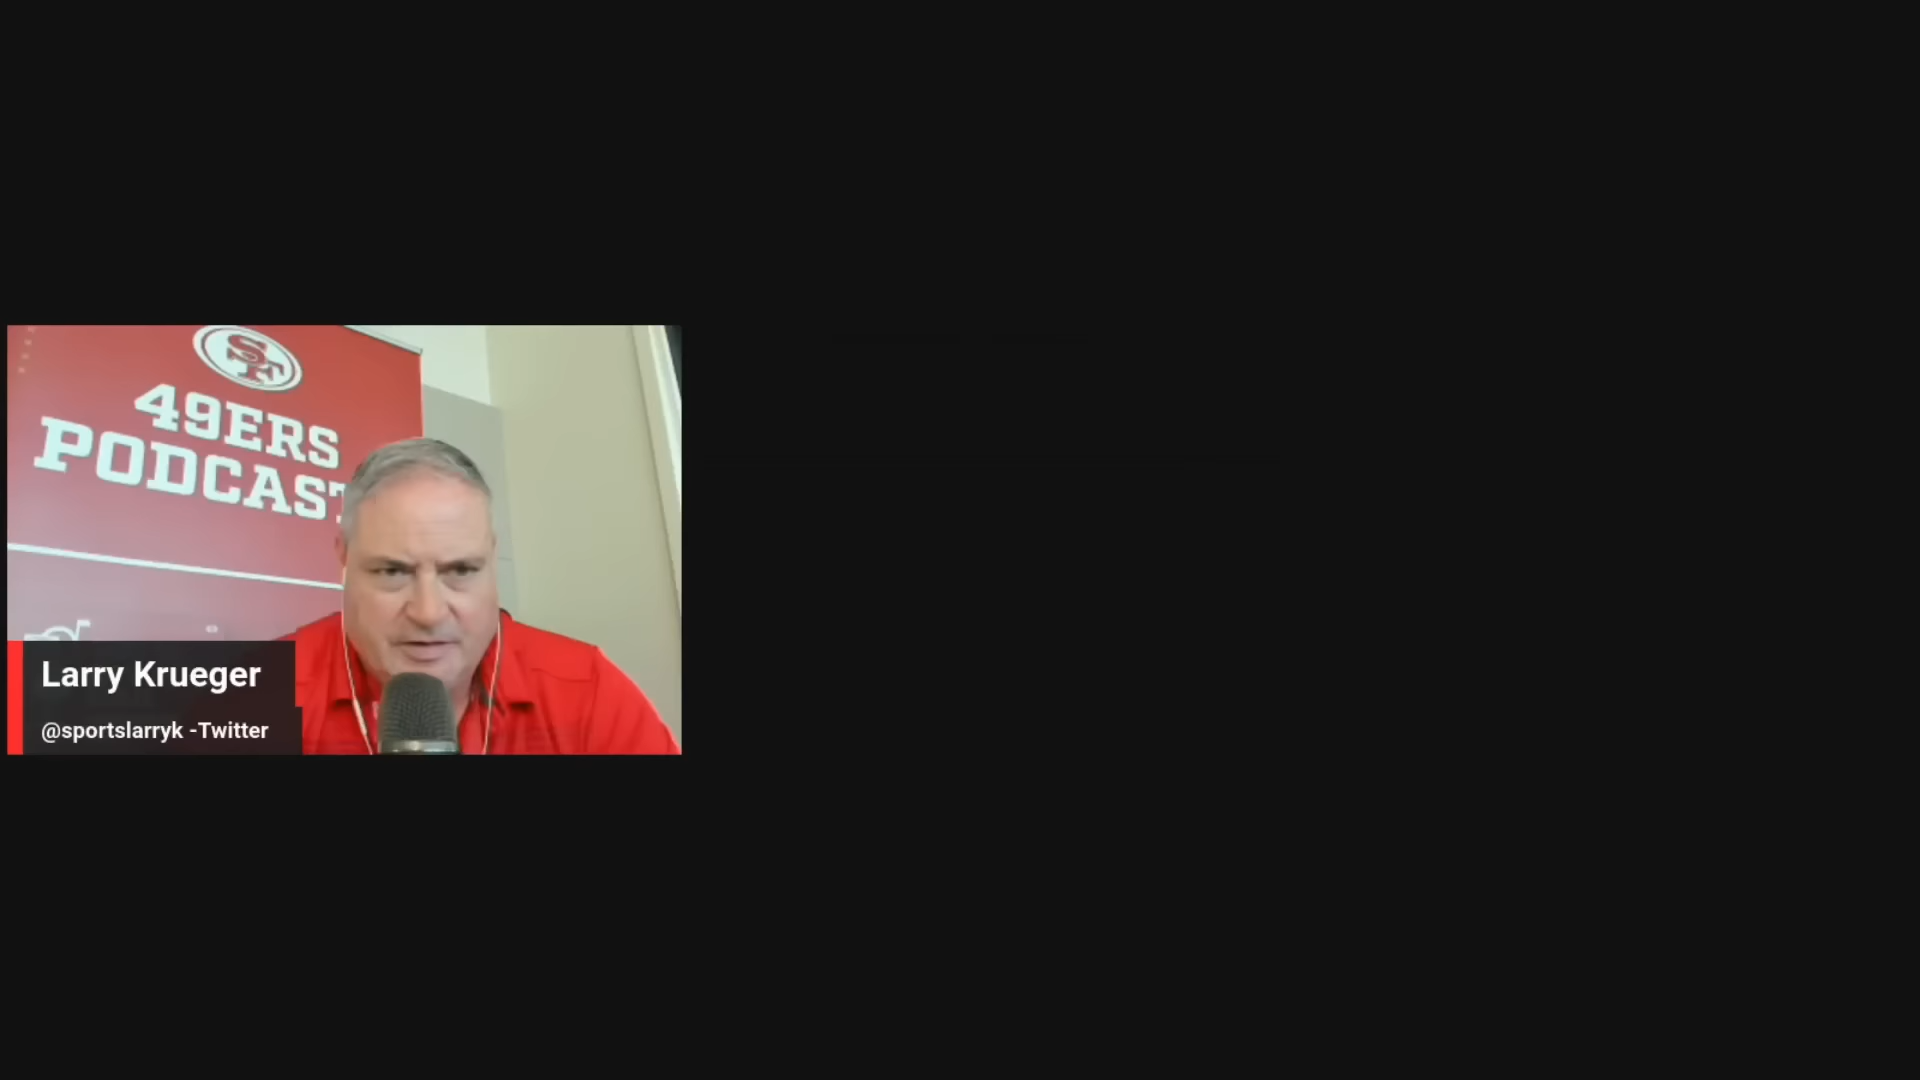 SF
49ERS
PODCAST
Larry Krueger
@sportslarryk -Twitter